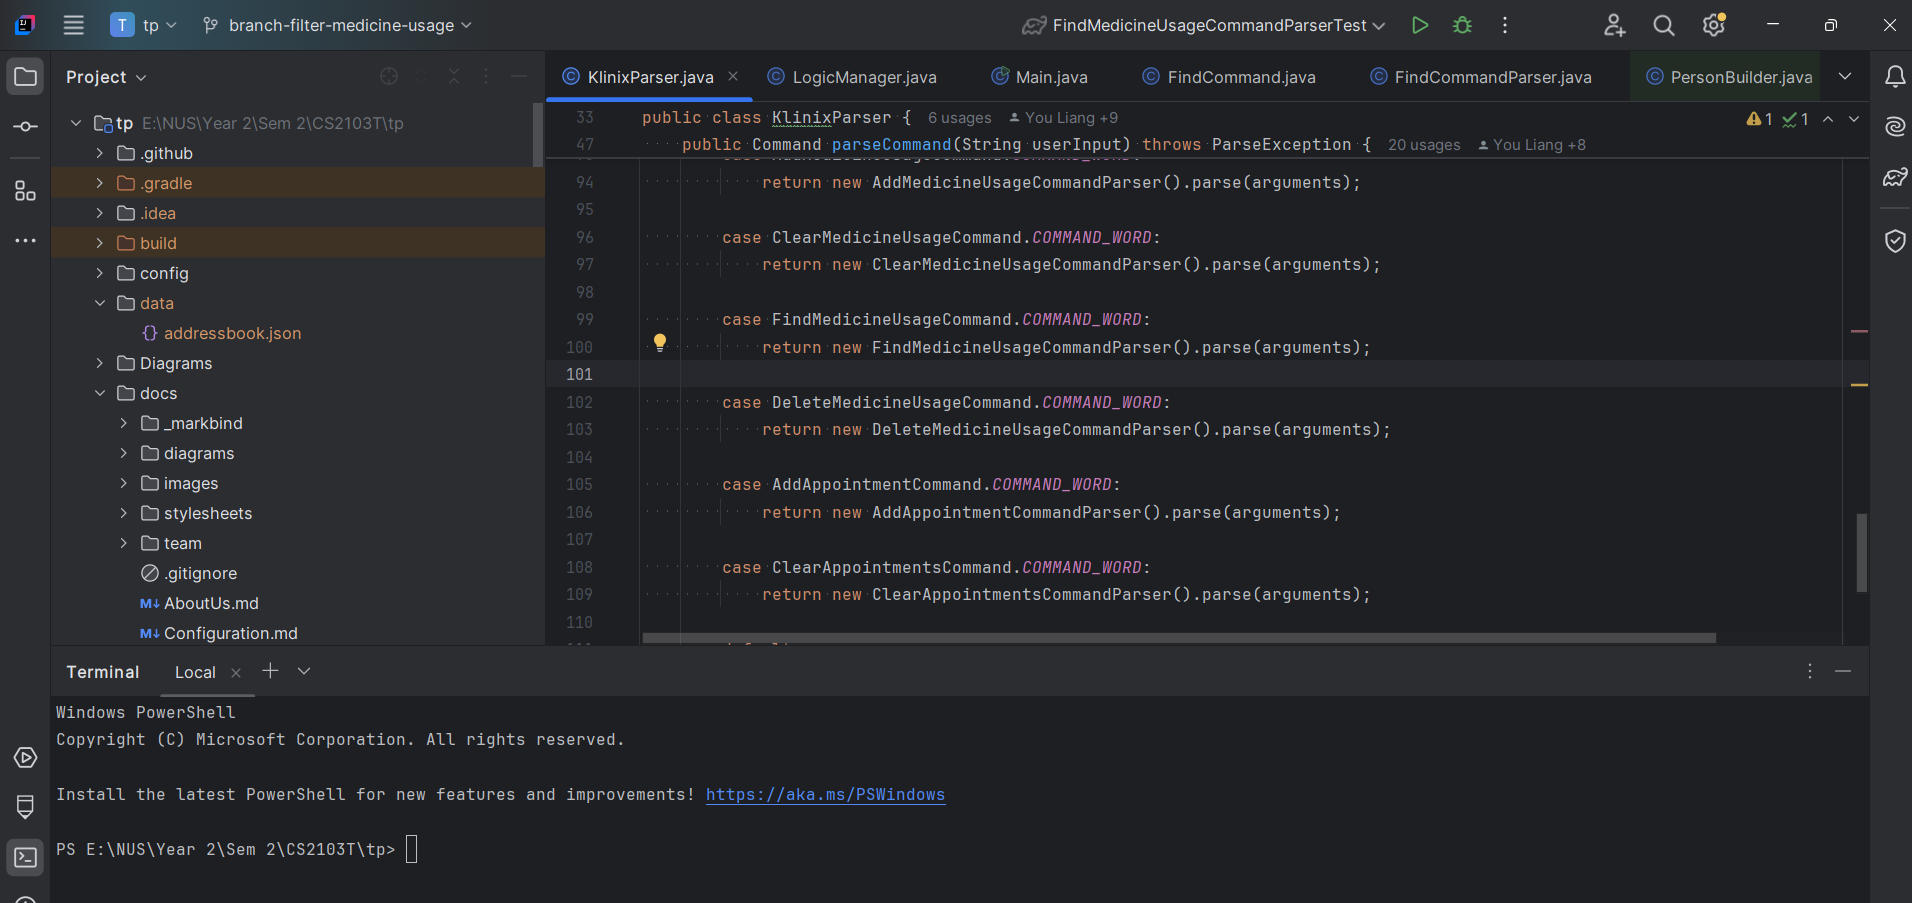 T tp branch-filter-medicine-usage FindMedicineUsageCommandParserTest
Project
KlinixParser.java LogicManager.java Main.java FindCommand.java FindCommandParser.java PersonBuilder.java
tp E:\NUS\Year 2\Sem 2\CS2103T\tp
.github
.gradle
.idea
build
config
data
addressbook.json
Diagrams
docs
_markbind
diagrams
images
stylesheets
team
.gitignore
AboutUs.md
Configuration.md
33 public class KlinixParser { 6 usages You Liang +9
1 1
47 public Command parseCommand(String userInput) throws ParseException { 20 usages You Liang +8
94 return new AddMedicineUsageCommandParser().parse(arguments);
95
96 case ClearMedicineUsageCommand.COMMAND_WORD:
97 return new ClearMedicineUsageCommandParser().parse(arguments);
98
99 case FindMedicineUsageCommand.COMMAND_WORD:
100 return new FindMedicineUsageCommandParser().parse(arguments);
101
102 case DeleteMedicineUsageCommand.COMMAND_WORD:
103 return new DeleteMedicineUsageCommandParser().parse(arguments);
104
105 case AddAppointmentCommand.COMMAND_WORD:
106 return new AddAppointmentCommandParser().parse(arguments);
107
108 case ClearAppointmentsCommand.COMMAND_WORD:
109 return new ClearAppointmentsCommandParser().parse(arguments);
110
Terminal Local
Windows PowerShell
Copyright (C) Microsoft Corporation. All rights reserved.
Install the latest PowerShell for new features and improvements! https://aka.ms/PSWindows
PS E:\NUS\Year 2\Sem 2\CS2103T\tp>